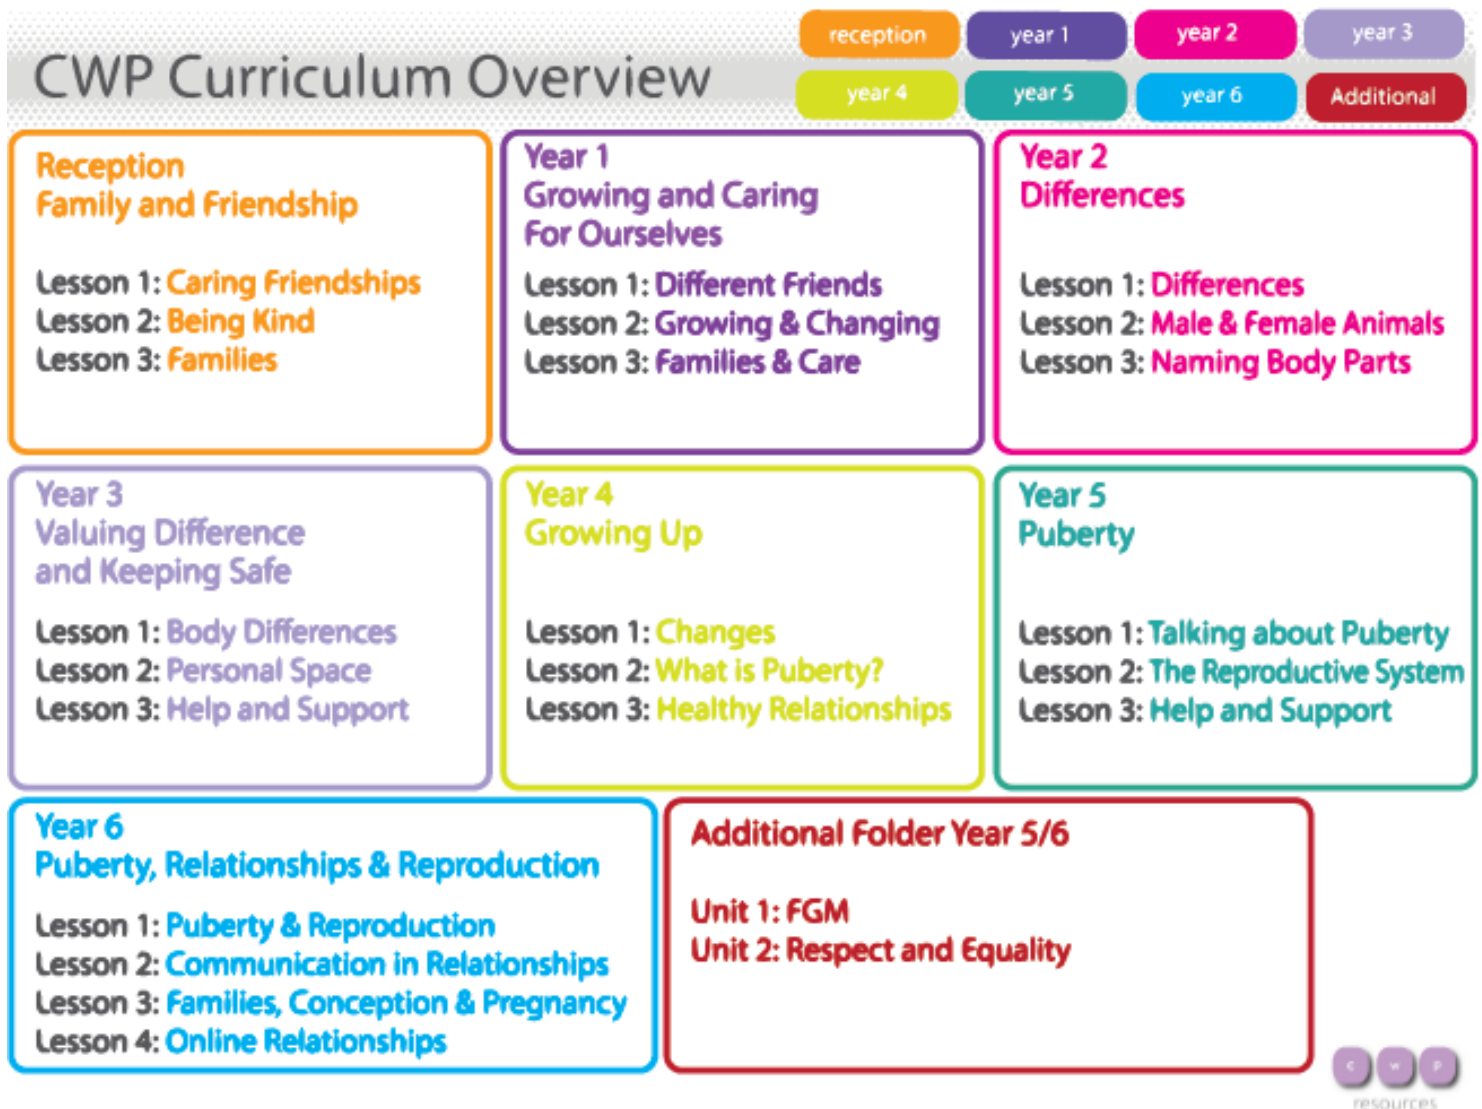 CWP Curriculum Overview
reception
year 1
year 2
year 3
year 4
year 5
year 6
Additional
Reception
Family and Friendship
Lesson 1: Caring Friendships
Lesson 2: Being Kind
Lesson 3: Families
Year 1
Growing and Caring
For Ourselves
Lesson 1: Different Friends
Lesson 2: Growing & Changing
Lesson 3: Families & Care
Year 2
Differences
Lesson 1: Differences
Lesson 2: Male & Female Animals
Lesson 3: Naming Body Parts
Year 3
Valuing Difference
and Keeping Safe
Lesson 1: Body Differences
Lesson 2: Personal Space
Lesson 3: Help and Support
Year 4
Growing Up
Lesson 1: Changes
Lesson 2: What is Puberty?
Lesson 3: Healthy Relationships
Year 5
Puberty
Lesson 1: Talking about Puberty
Lesson 2: The Reproductive System
Lesson 3: Help and Support
Year 6
Puberty, Relationships & Reproduction
Lesson 1: Puberty & Reproduction
Lesson 2: Communication in Relationships
Lesson 3: Families, Conception & Pregnancy
Lesson 4: Online Relationships
Additional Folder Year 5/6
Unit 1: FGM
Unit 2: Respect and Equality
c w p
resources